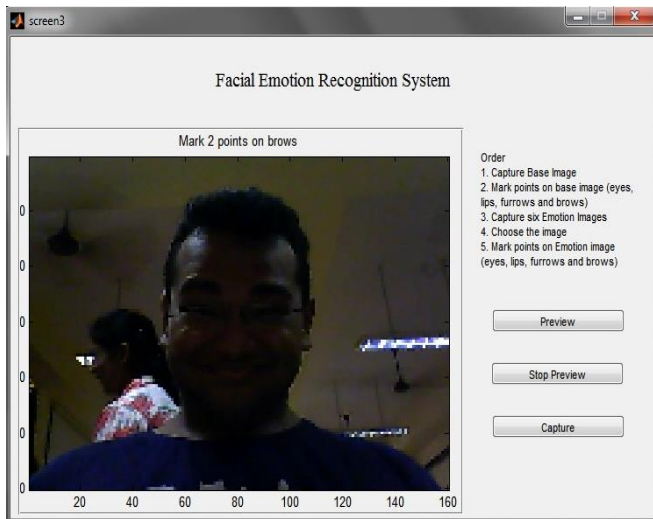 screen3
Facial Emotion Recognition System
Mark 2 points on brows
Order
1. Capture Base Image
2. Mark points on base image (eyes,
lips, furrows and brows)
3. Capture six Emotion Images
4. Choose the image
5. Mark points on Emotion image
(eyes, lips, furrows and brows)
Preview
Stop Preview
Capture
0
0
0
0
0
0
20 40 60 80 100 120 140 160